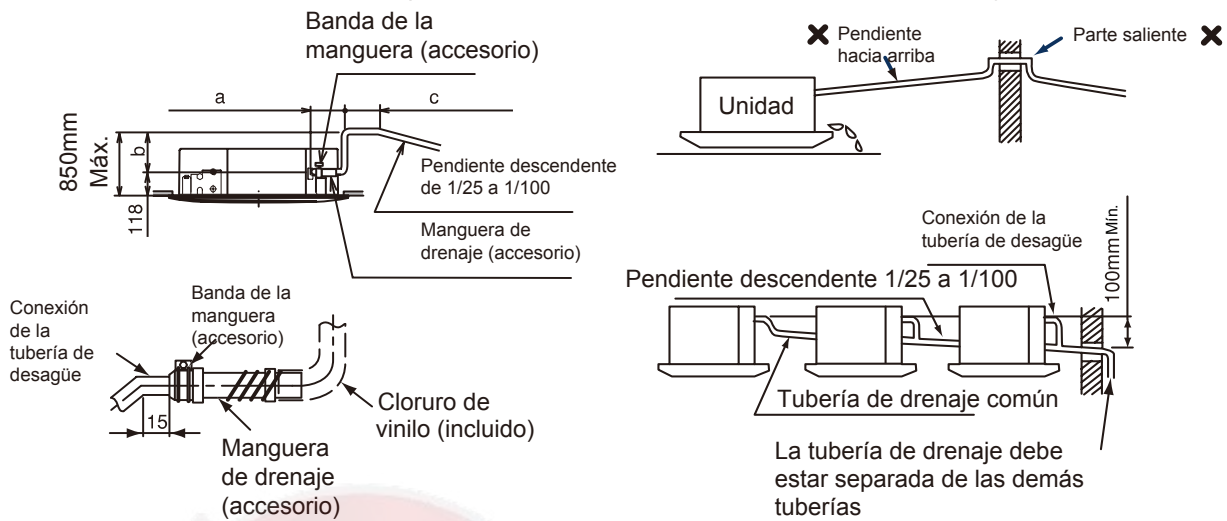 Banda de la
manguera (accesorio)
a
c
850mm
Máx.
b
118
Pendiente descendente
de 1/25 a 1/100
Manguera de
drenaje (accesorio)
Conexión
de la
tubería de
desagüe
Banda de la
manguera
(accesorio)
15
Manguera
de drenaje
(accesorio)
Cloruro de
vinilo (incluido)
Pendiente
hacia arriba
Parte saliente
Unidad
Conexión de la
tubería de desagüe
100mm Mín.
Pendiente descendente 1/25 a 1/100
Tubería de drenaje común
La tubería de drenaje debe
estar separada de las demás
tuberías